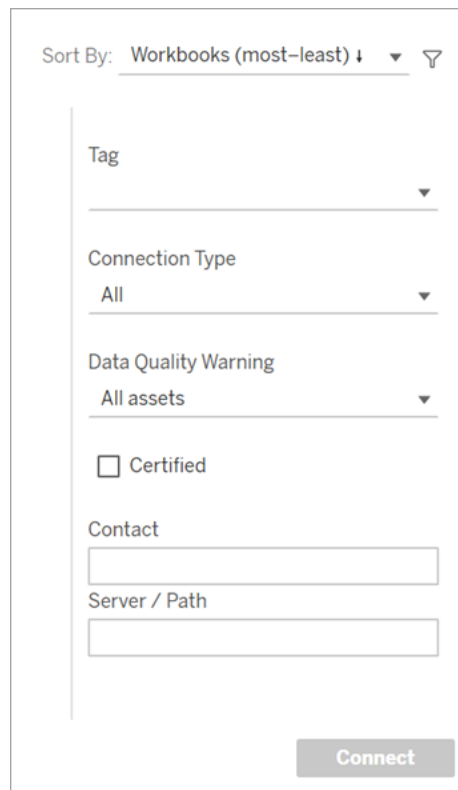 Sort By: Workbooks (most–least) ↓
Tag
Connection Type
All
Data Quality Warning
All assets
Certified
Contact
Server / Path
Connect